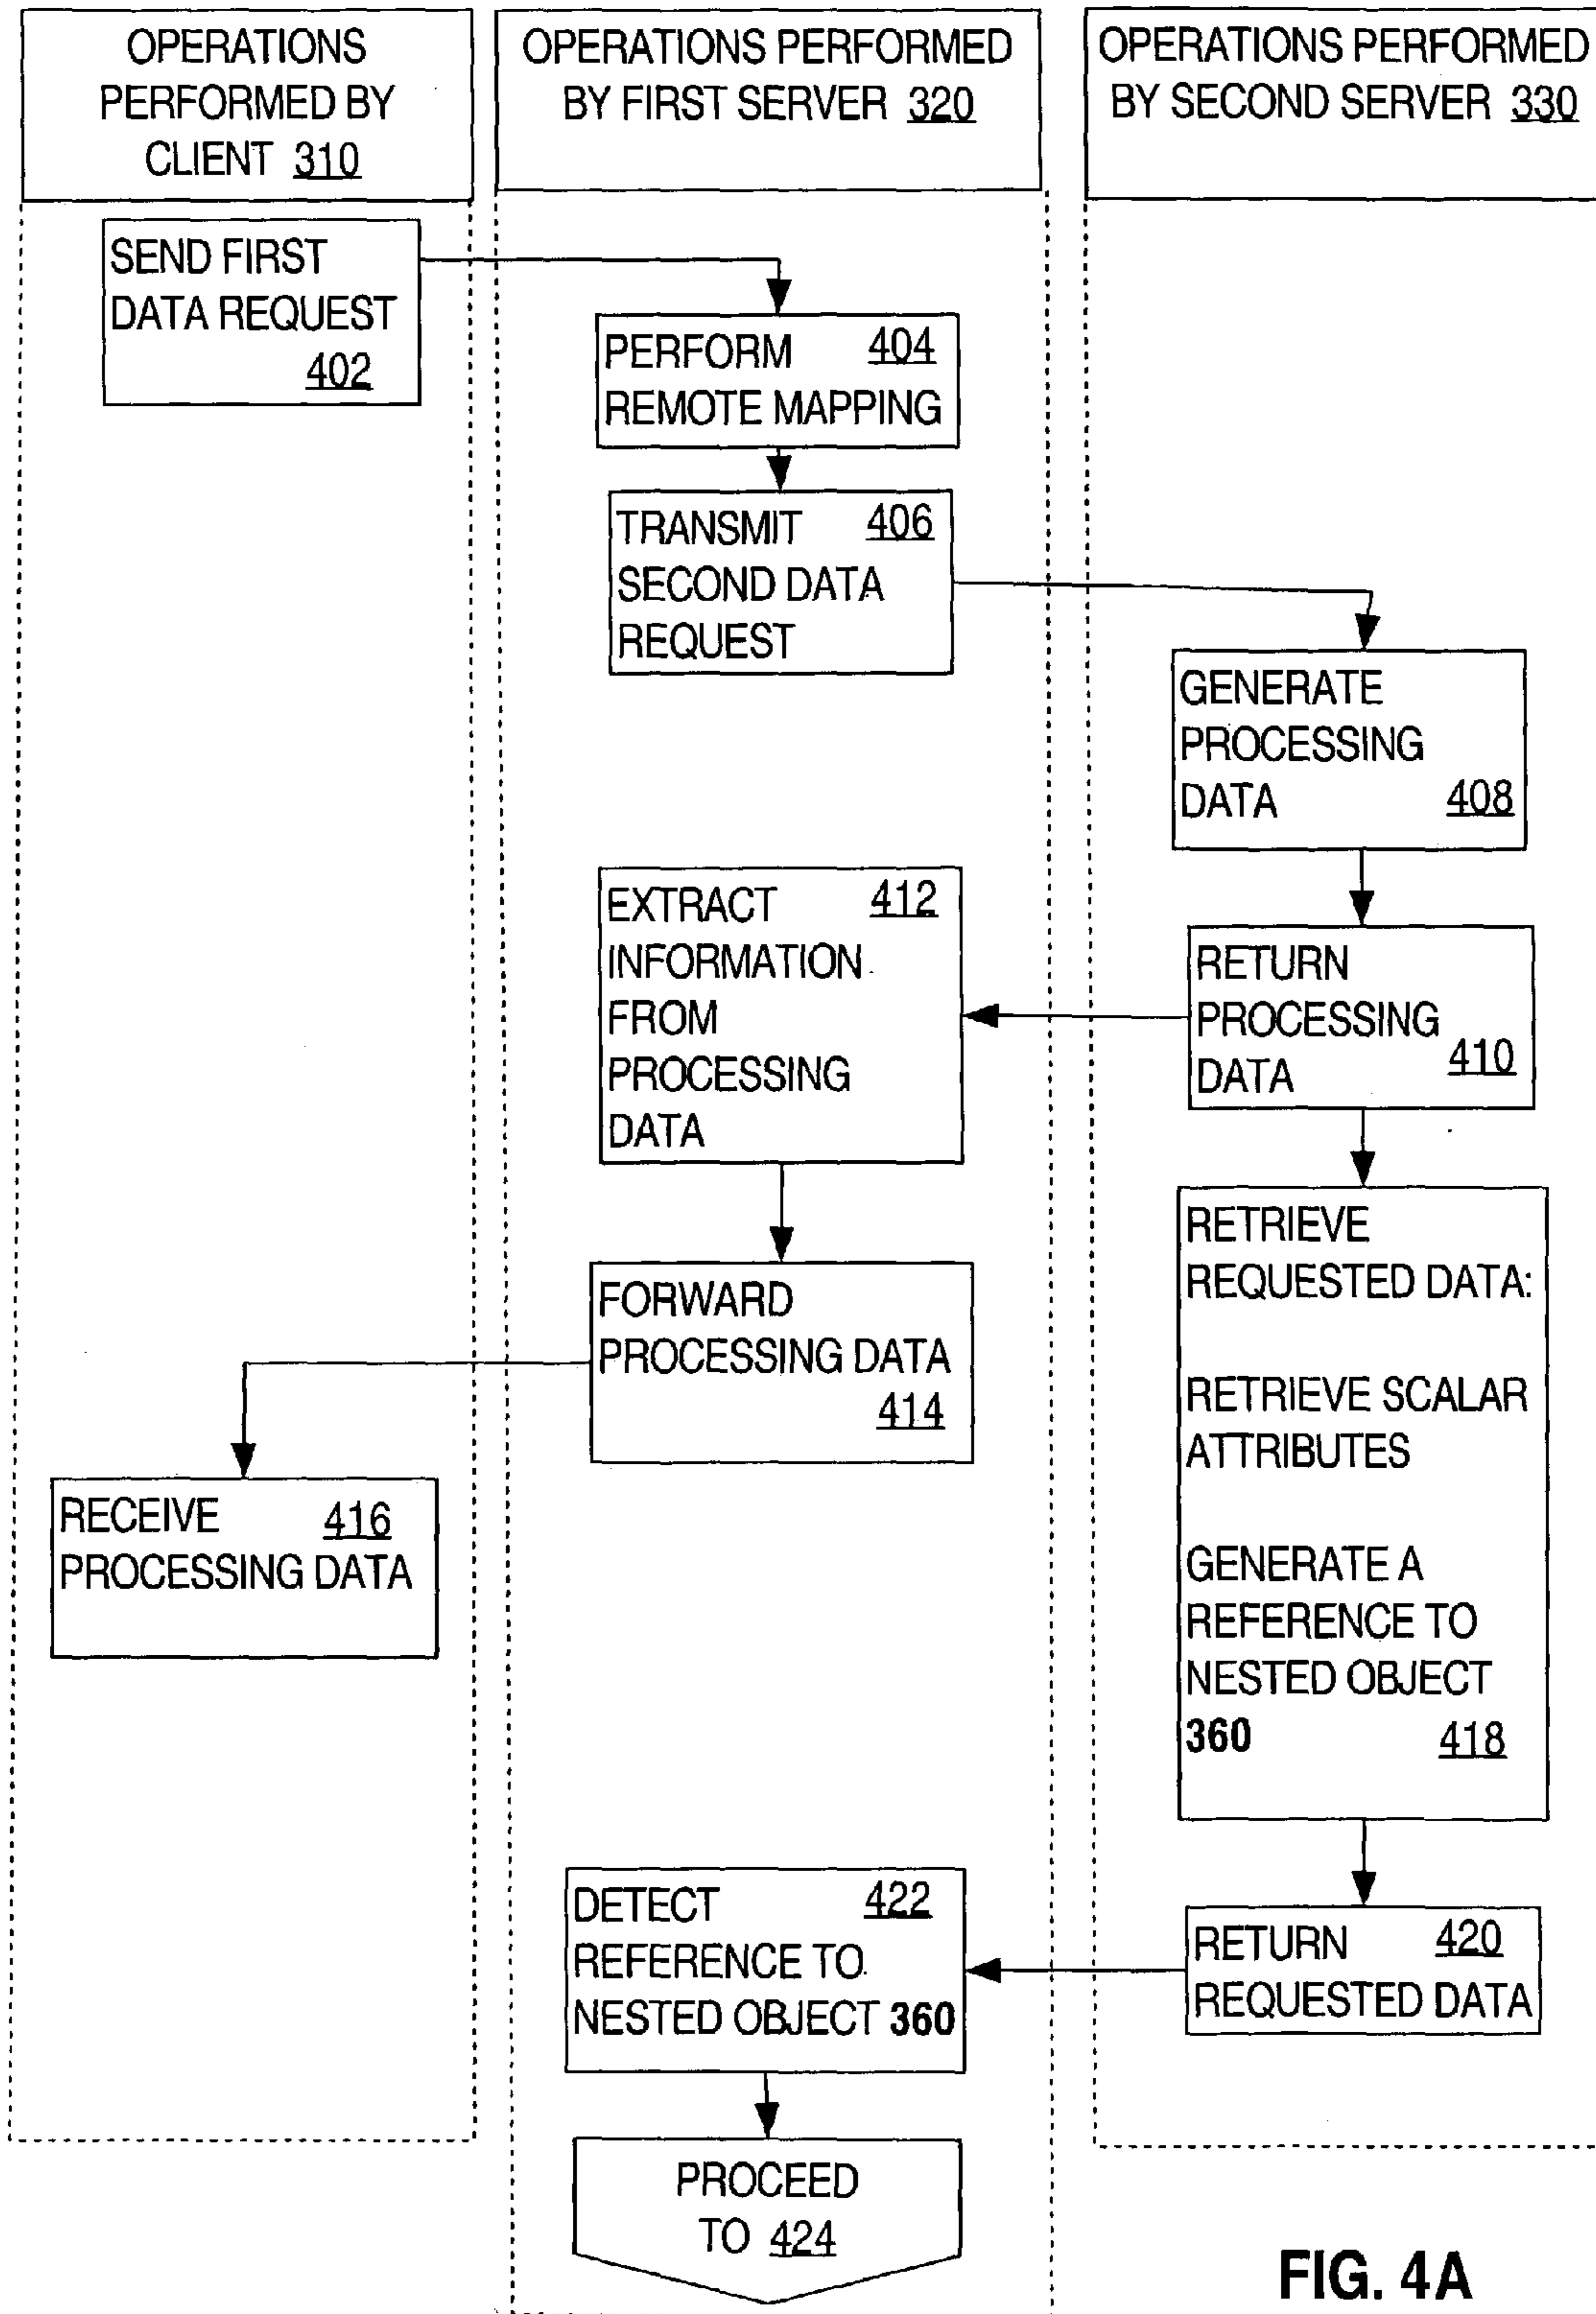 OPERATIONS
PERFORMED BY
CLIENT 310
OPERATIONS PERFORMED
BY FIRST SERVER 320
OPERATIONS PERFORMED
BY SECOND SERVER 330
SEND FIRST
DATA REQUEST
402
PERFORM 404
REMOTE MAPPING
TRANSMIT 406
SECOND DATA
REQUEST
GENERATE
PROCESSING
DATA 408
RETURN
PROCESSING
DATA 410
EXTRACT 412
INFORMATION
FROM
PROCESSING
DATA
FORWARD
PROCESSING DATA
414
RECEIVE 416
PROCESSING DATA
RETRIEVE
REQUESTED DATA:
RETRIEVE SCALAR
ATTRIBUTES
GENERATE A
REFERENCE TO
NESTED OBJECT
360 418
RETURN 420
REQUESTED DATA
DETECT 422
REFERENCE TO
NESTED OBJECT 360
PROCEED
TO 424
FIG. 4A